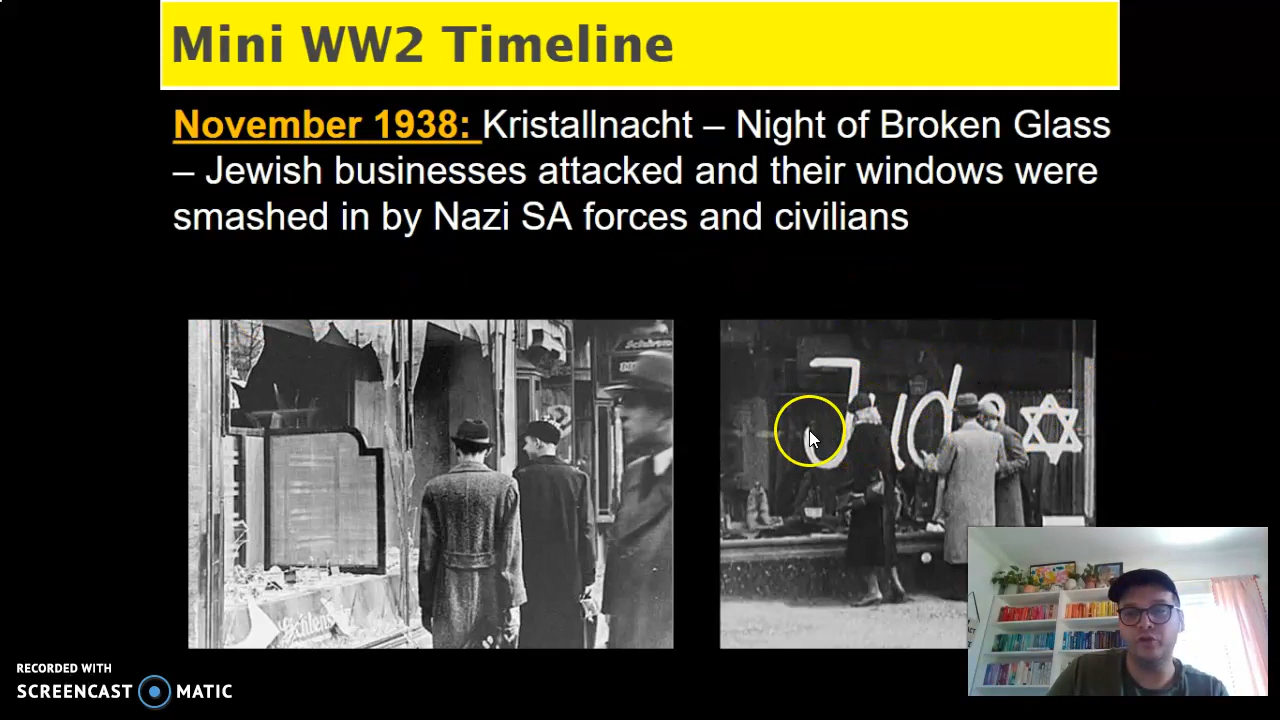 Mini WW2 Timeline
November 1938: Kristallnacht – Night of Broken Glass
– Jewish businesses attacked and their windows were
smashed in by Nazi SA forces and civilians
Jude
RECORDED WITH
SCREENCAST MATIC